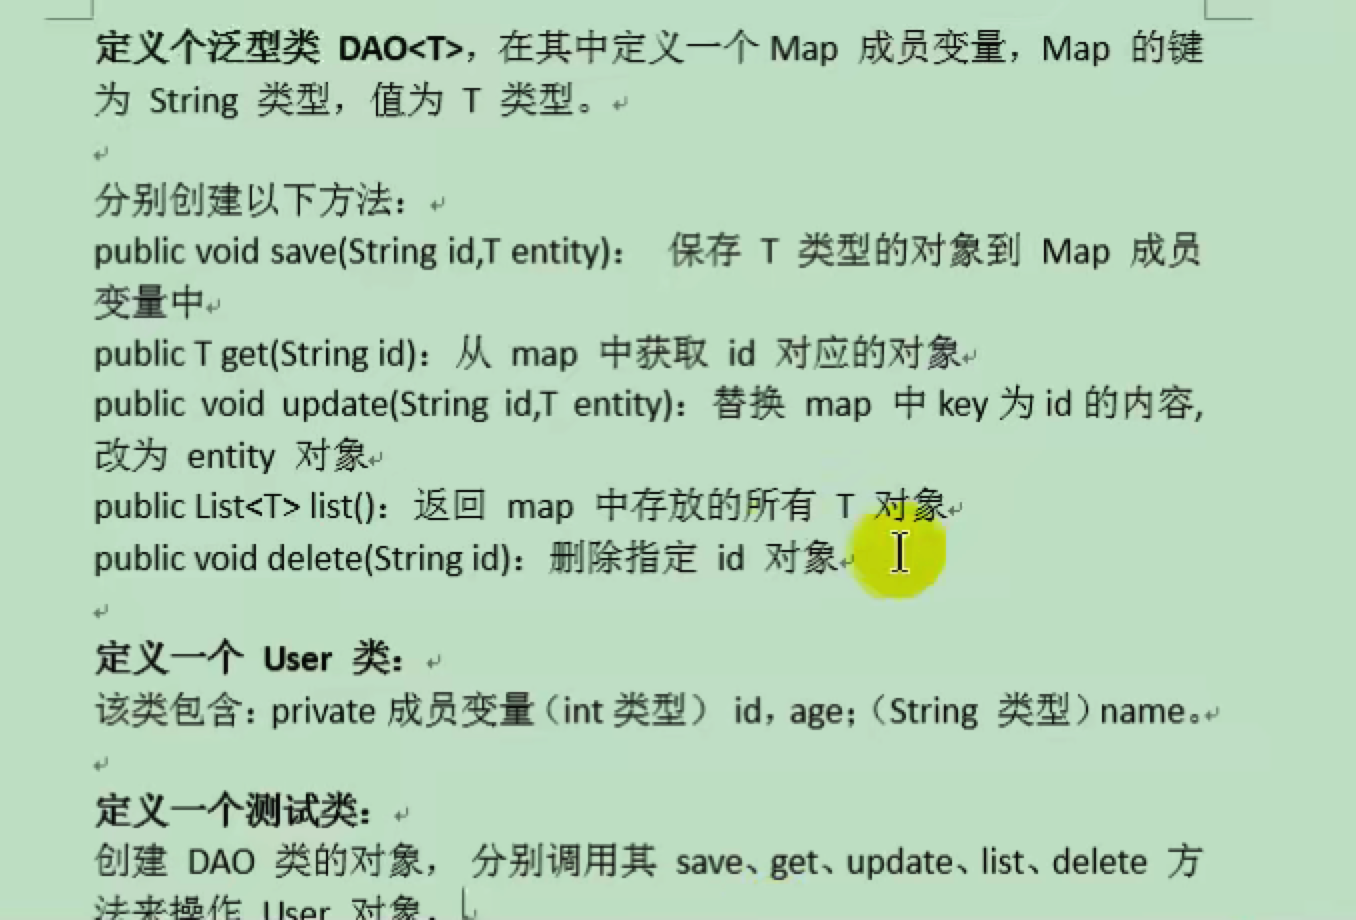 定义个泛型类 DAO<T>，在其中定义一个 Map 成员变量，Map 的键
为 String 类型，值为 T 类型。
分别创建以下方法：
public void save(String id,T entity)： 保存 T 类型的对象到 Map 成员
变量中
public T get(String id)：从 map 中获取 id 对应的对象
public void update(String id,T entity)：替换 map 中 key 为 id 的内容,
改为 entity 对象
public List<T> list()：返回 map 中存放的所有 T 对象
public void delete(String id)：删除指定 id 对象
定义一个 User 类：
该类包含：private 成员变量（int 类型） id，age；（String 类型）name。
定义一个测试类：
创建 DAO 类的对象， 分别调用其 save、get、update、list、delete 方
法来操作 User 对象，